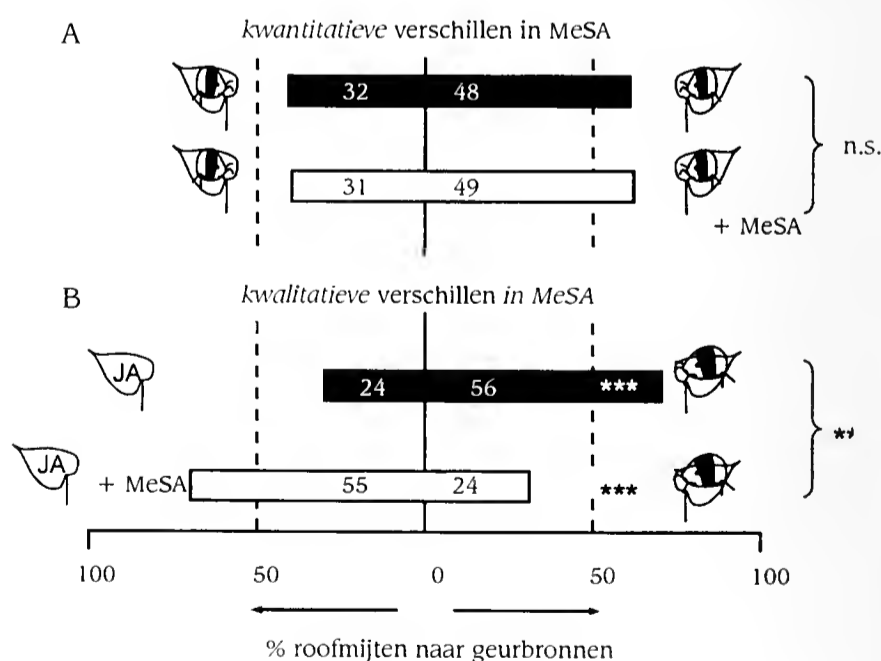 A
kwantitatieve verschillen in MeSA
32 48
n.s.
31 49
+ MeSA
B
kwalitatieve verschillen in MeSA
JA
24 56 ***
**
JA
+ MeSA 55 24 ***
100 50 0 50 100
% roofmijten naar geurbronnen